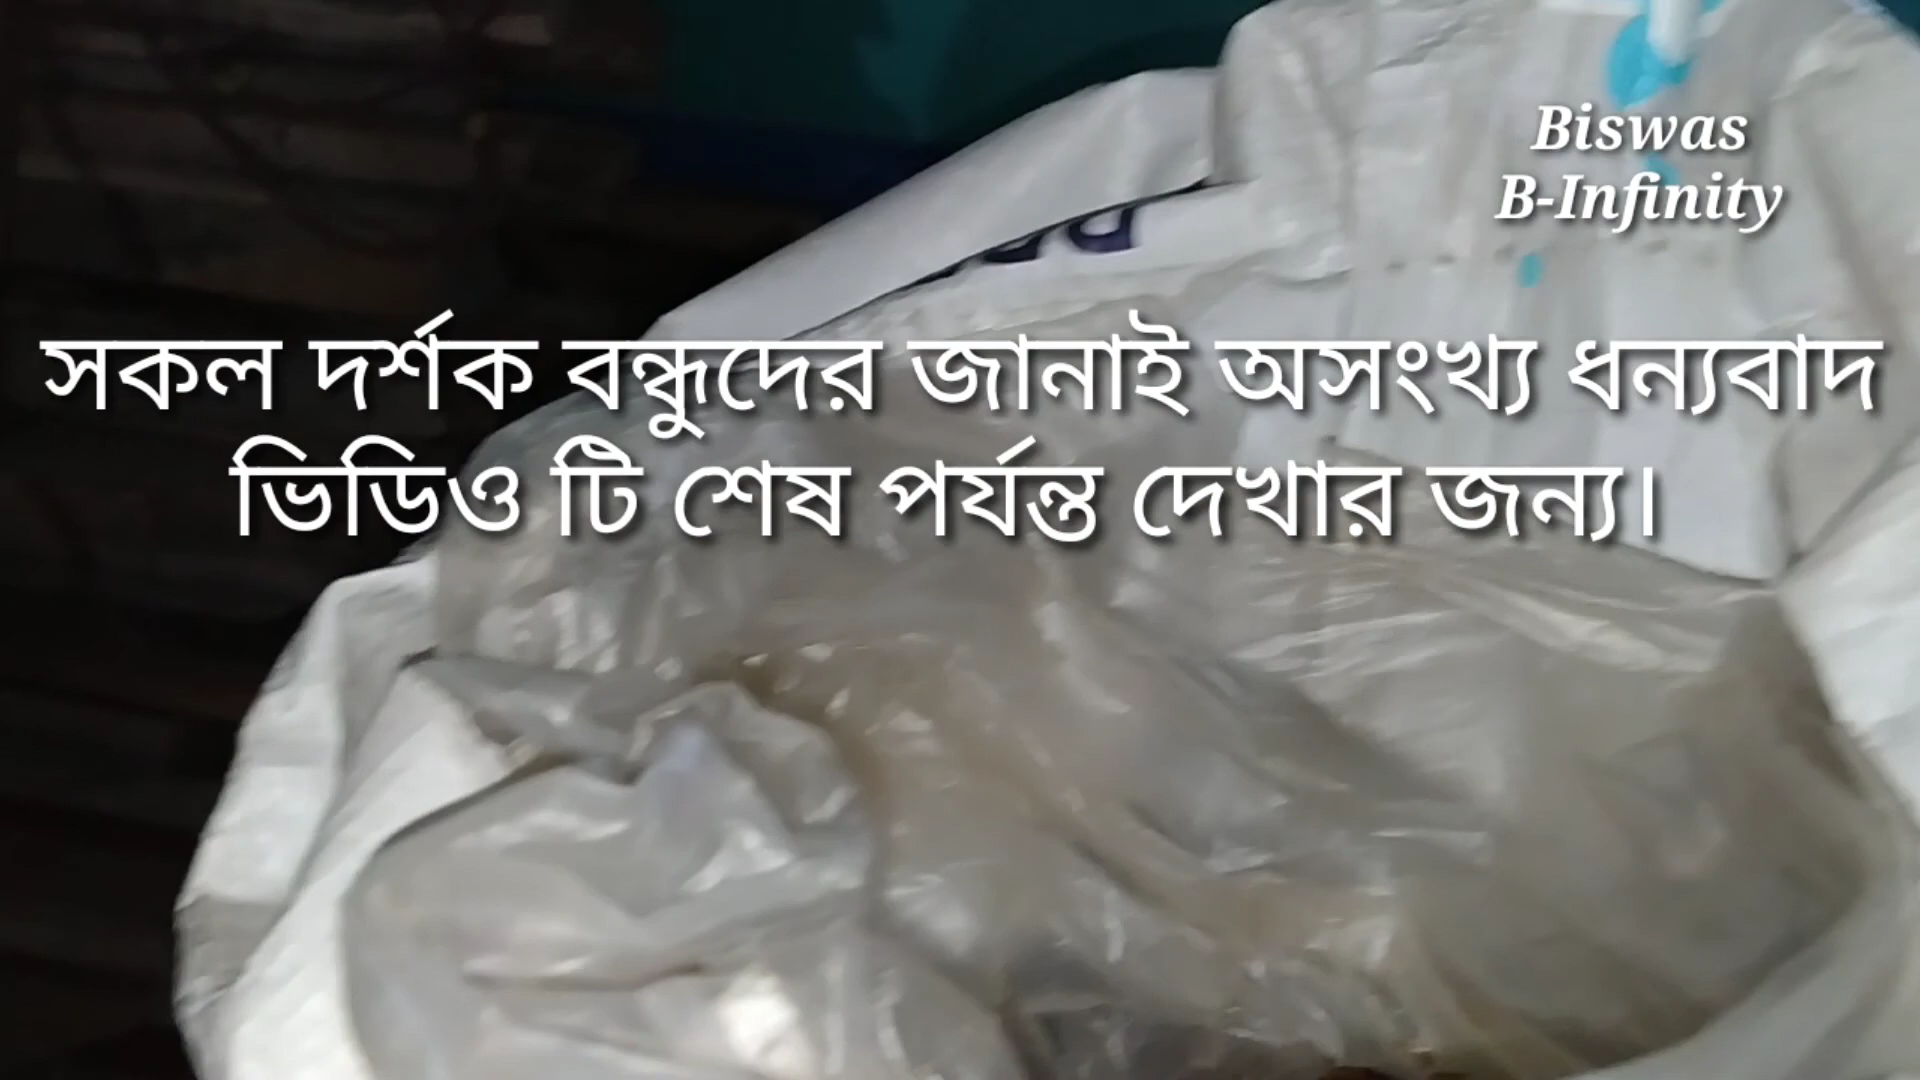 Biswas
B-Infinity
সকল দর্শক বন্ধুদের জানাই অসংখ্য ধন্যবাদ
ভিডিও টি শেষ পর্যন্ত দেখার জন্য।